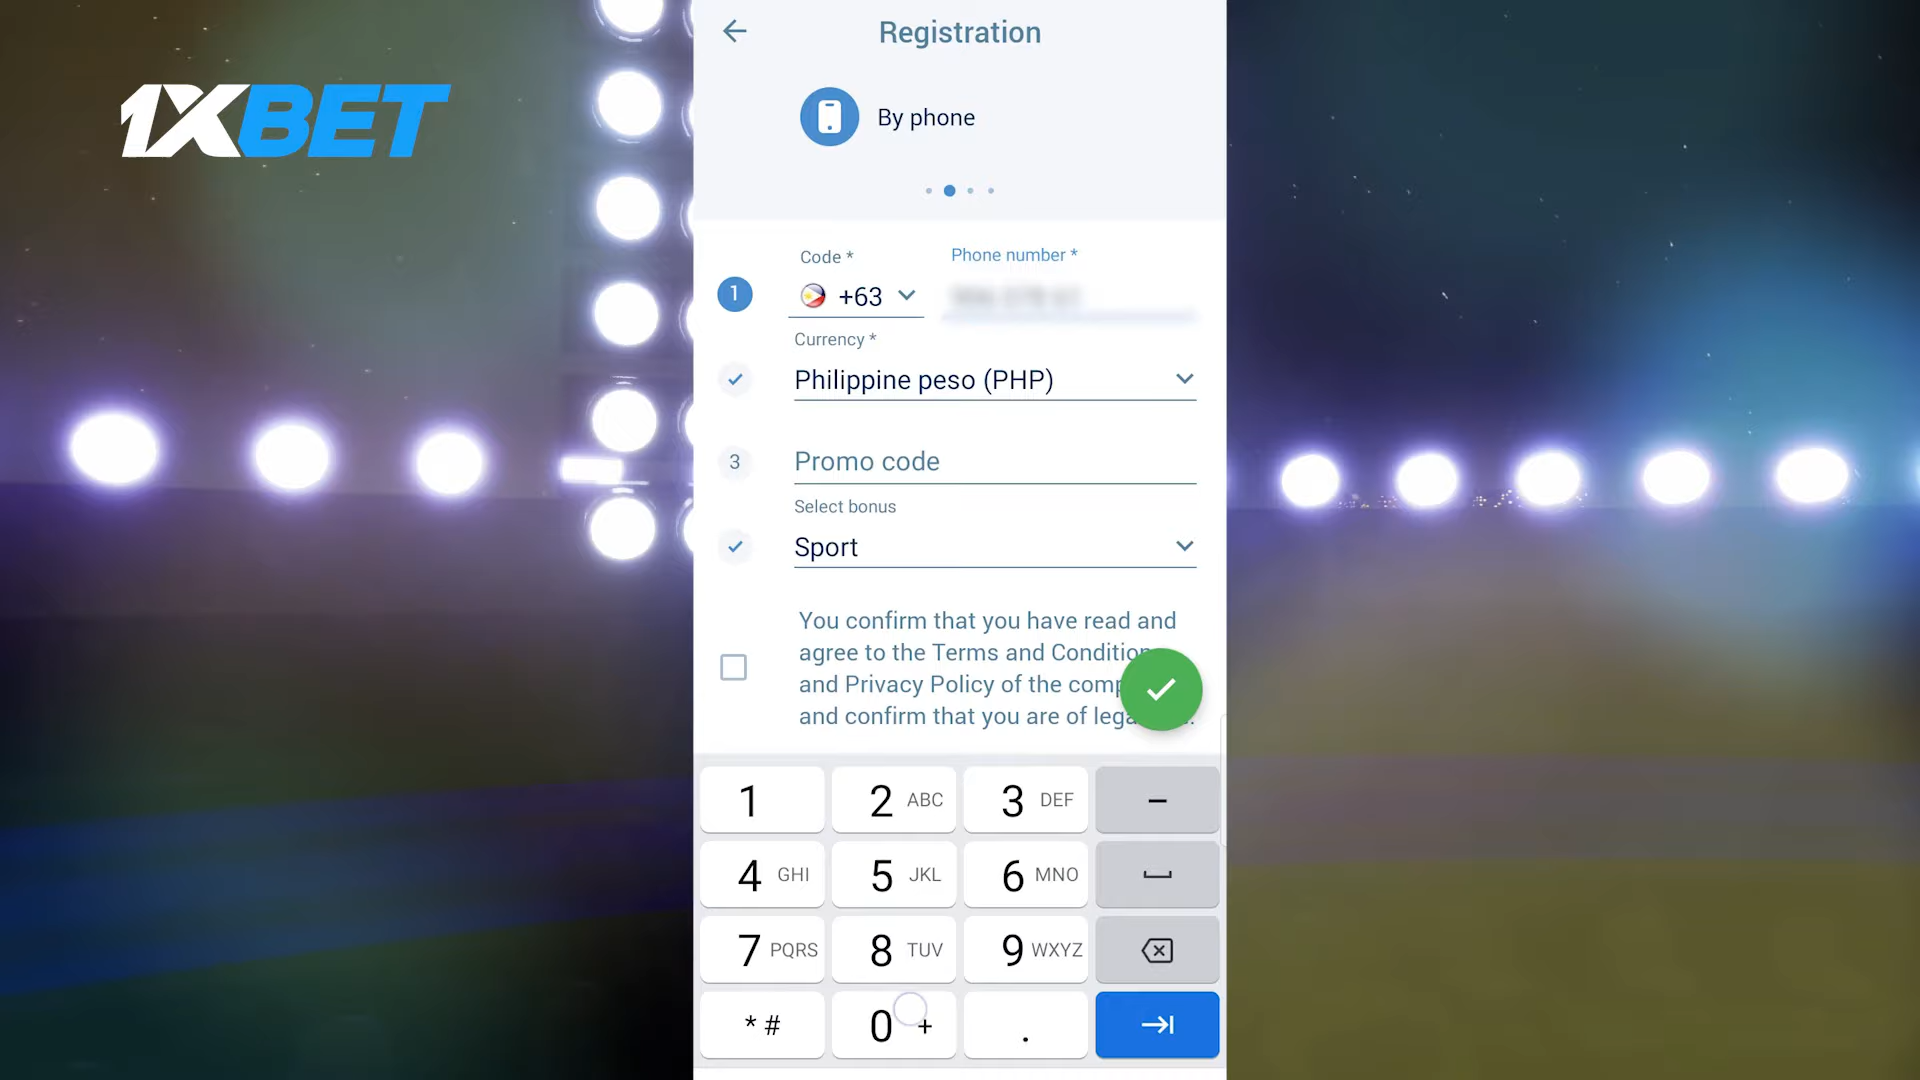 1XBET
Registration
By phone
Code *
Phone number *
1
+63
Currency *
Philippine peso (PHP)
3
Promo code
Select bonus
Sport
You confirm that you have read and
agree to the Terms and
and Privacy Policy of the
and confirm that you are of
1
2 ABC
3 DEF
-
4 GHI
5 JKL
6 MNO
7 PQRS
8 TUV
9 WXYZ
* #
0 +
.